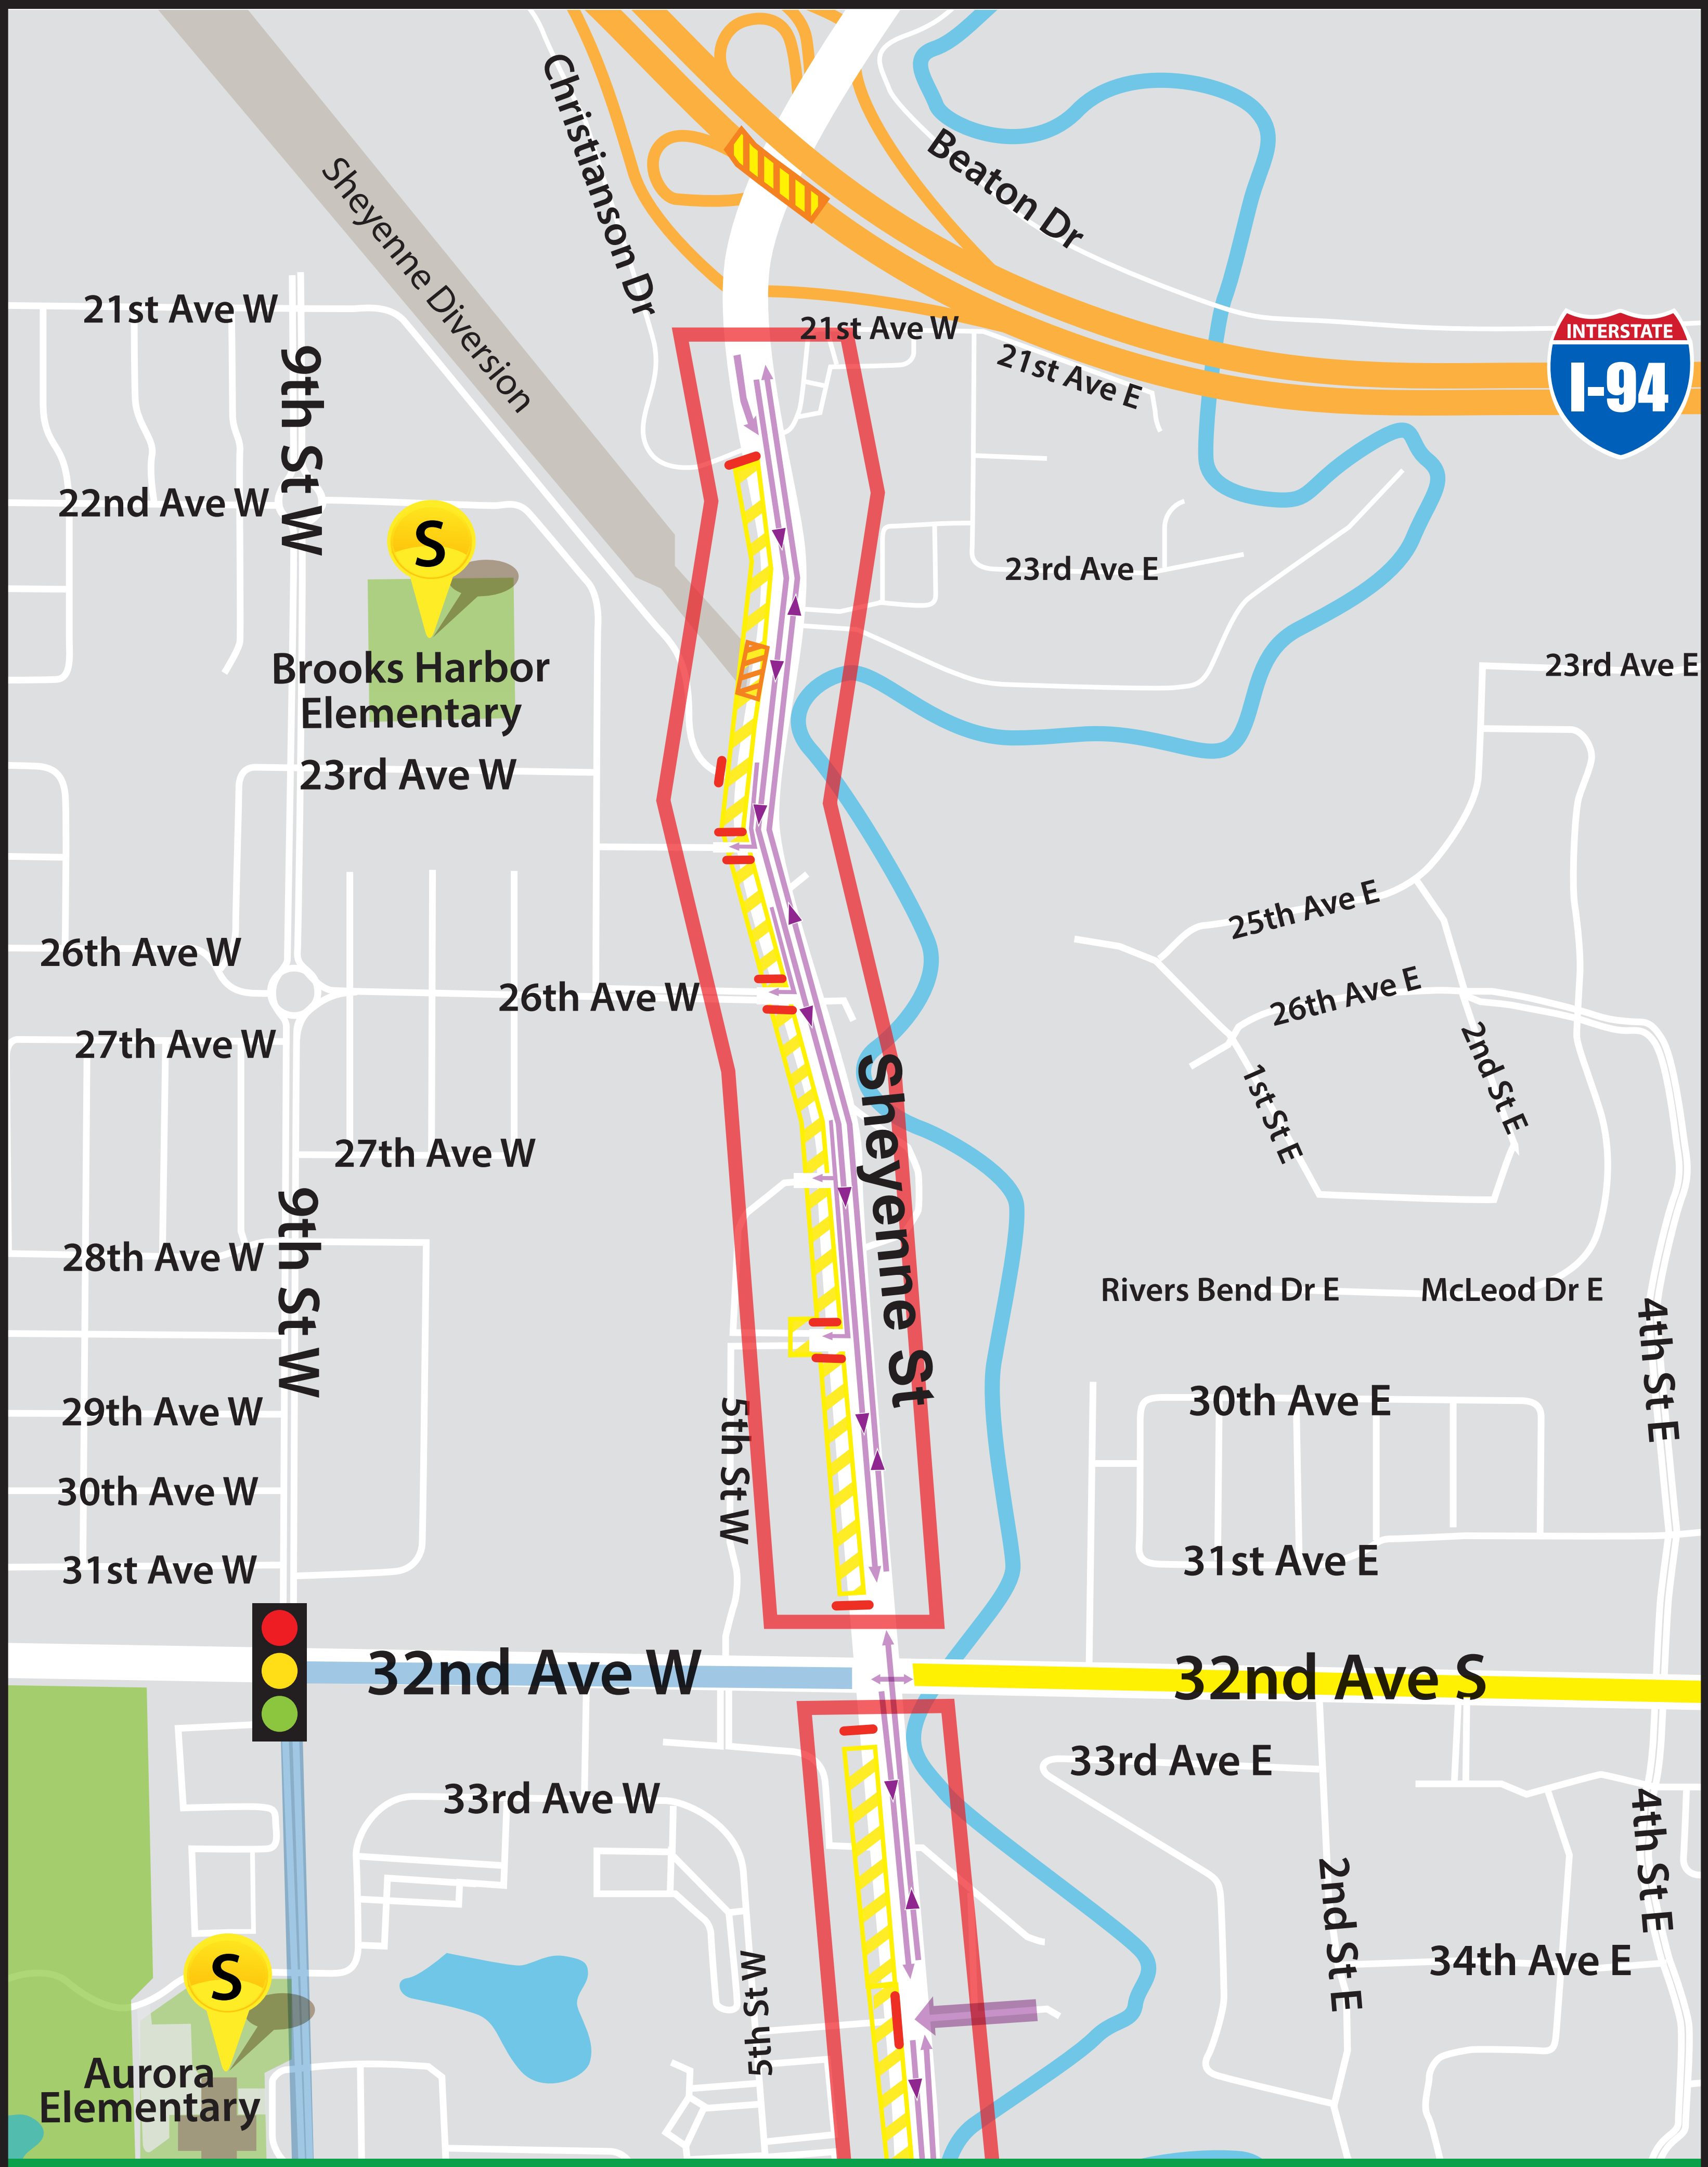 Christianson Dr
Beaton Dr
Sheyenne Diversion
21st Ave W
21st Ave W
21st Ave E
INTERSTATE
I-94
9th St W
22nd Ave W
S
Brooks Harbor
Elementary
23rd Ave E
23rd Ave E
23rd Ave W
25th Ave E
26th Ave W
26th Ave W
26th Ave E
27th Ave W
2nd St E
1st St E
Sheyenne St
27th Ave W
9th St W
28th Ave W
Rivers Bend Dr E
McLeod Dr E
4th St E
29th Ave W
30th Ave E
5th St W
30th Ave W
31st Ave W
31st Ave E
32nd Ave W
32nd Ave S
33rd Ave W
33rd Ave E
4th St E
2nd St E
34th Ave E
5th St W
S
Aurora
Elementary